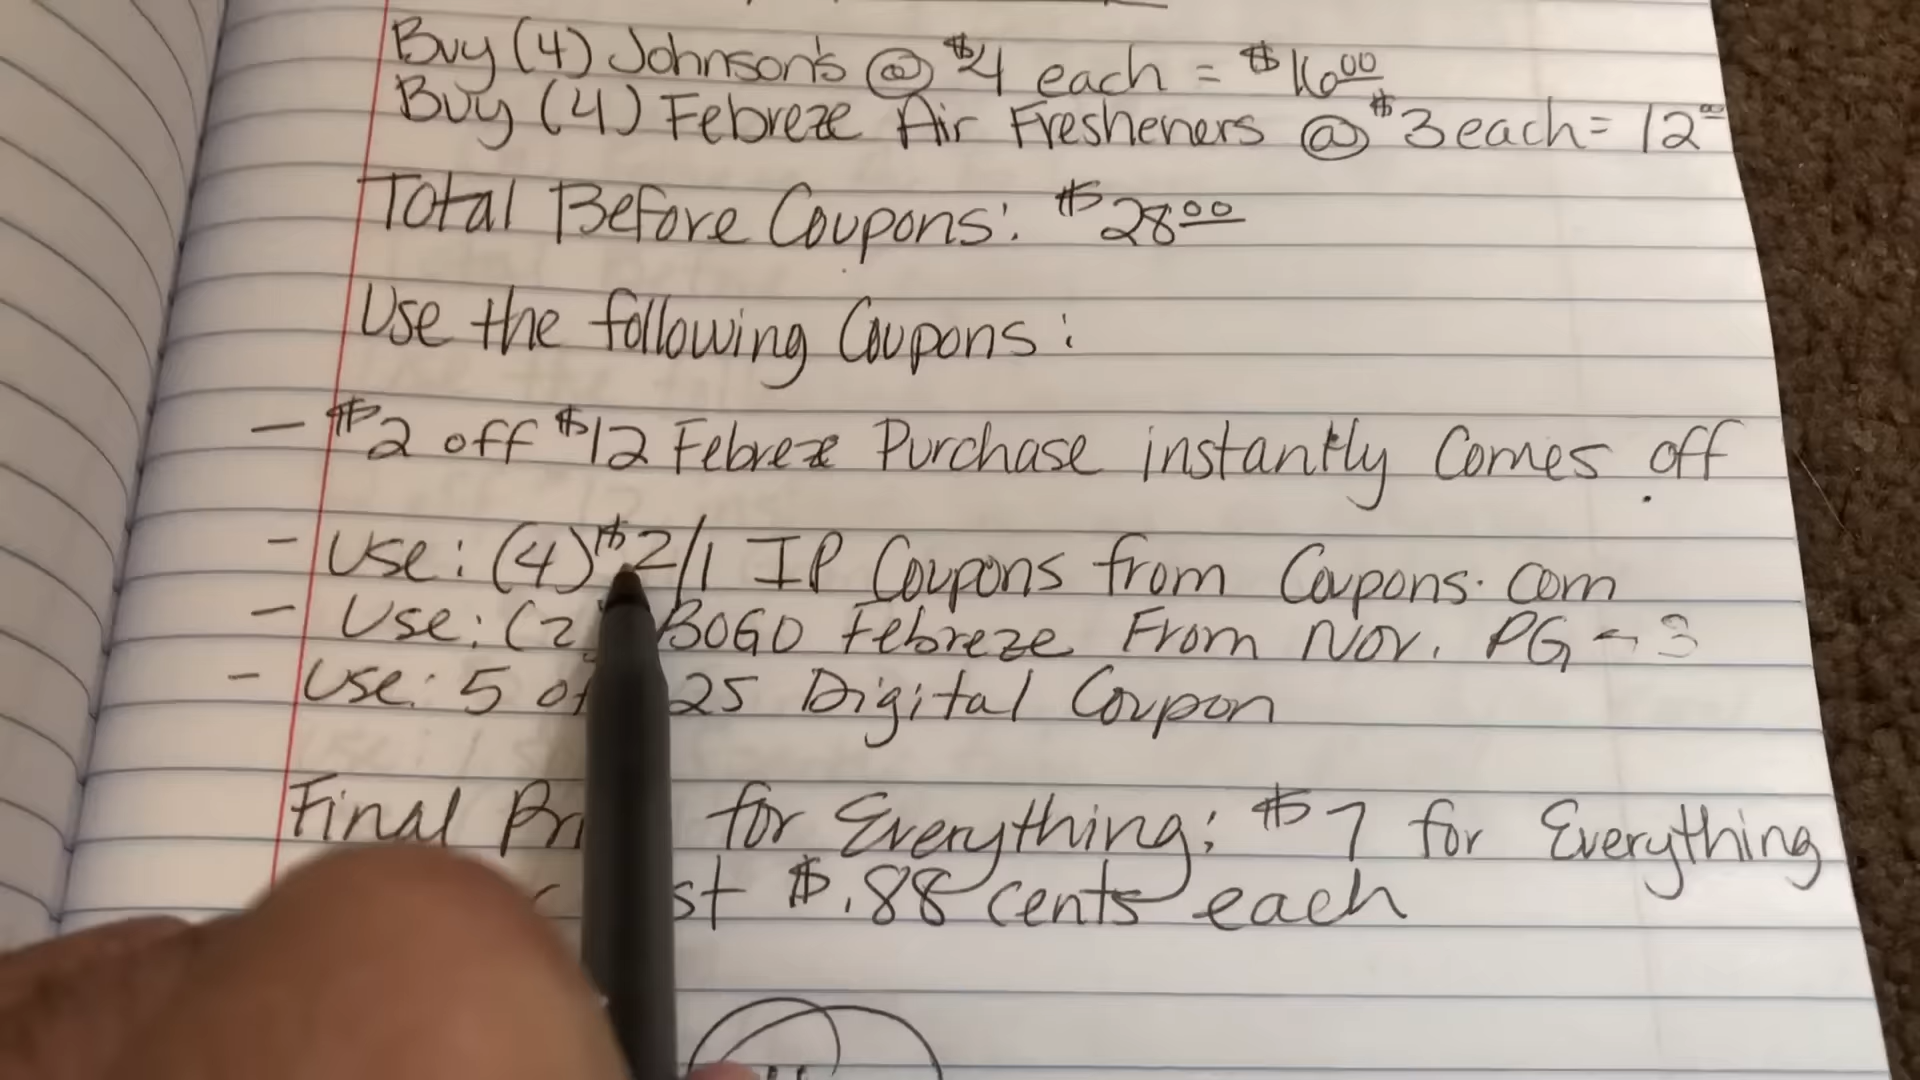 Buy (4) Johnson's @ $4 each = $16.00
Buy (4) Febreze Air Fresheners @ $3 each = 12.00
Total Before Coupons: $28.00
Use the following Coupons:
- $2 off $12 Febreze Purchase instantly Comes off
- Use: (4) $2/1 IP Coupons from Coupons.com
- Use: (2) BOGO Febreze From Nov. PG - 3
- Use: 5 25 Digital Coupon
Final for Everything: $7 for Everything
$.88 cents each